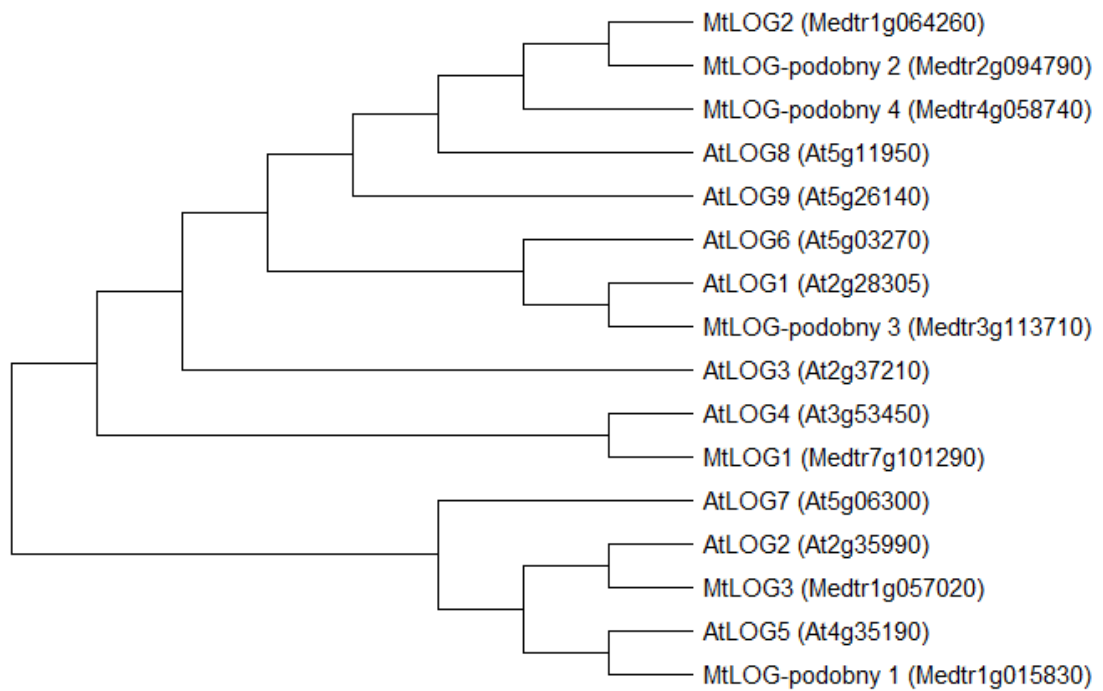 MtLOG2 (Medtr1g064260)
MtLOG-podobny 2 (Medtr2g094790)
MtLOG-podobny 4 (Medtr4g058740)
AtLOG8 (At5g11950)
AtLOG9 (At5g26140)
AtLOG6 (At5g03270)
AtLOG1 (At2g28305)
MtLOG-podobny 3 (Medtr3g113710)
AtLOG3 (At2g37210)
AtLOG4 (At3g53450)
MtLOG1 (Medtr7g101290)
AtLOG7 (At5g06300)
AtLOG2 (At2g35990)
MtLOG3 (Medtr1g057020)
AtLOG5 (At4g35190)
MtLOG-podobny 1 (Medtr1g015830)